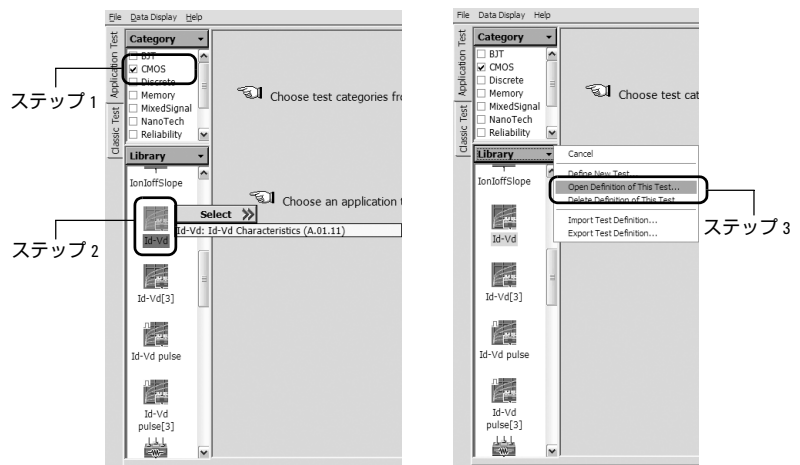 File Data Display Help
Application Test
Classic Test
Category
BJT
CMOS
Discrete
Memory
MixedSignal
NanoTech
Reliability
Library
IonIoffSlope
Id-Vd
Id-Vd[3]
Id-Vd pulse
Id-Vd
pulse[3]
Choose test categories fro
Choose an application t
Select
Id-Vd: Id-Vd Characteristics (A.01.11)
ステップ 1
ステップ 2
File Data Display Help
Application Test
Classic Test
Category
BJT
CMOS
Discrete
Memory
MixedSignal
NanoTech
Reliability
Library
IonIoffSlope
Id-Vd
Id-Vd[3]
Id-Vd pulse
Id-Vd
pulse[3]
Choose test cat
Cancel
Define New Test...
Open Definition of This Test...
Delete Definition of This Test
Import Test Definition...
Export Test Definition...
ステップ 3